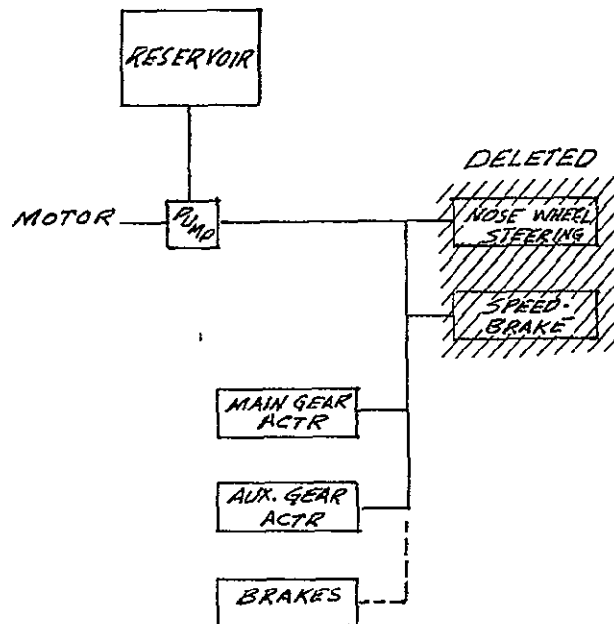 RESERVOIR
DELETED
MOTOR
PUMP
NOSE WHEEL
STEERING
SPEED-
BRAKE
MAIN GEAR
ACTR
AUX. GEAR
ACTR
BRAKES